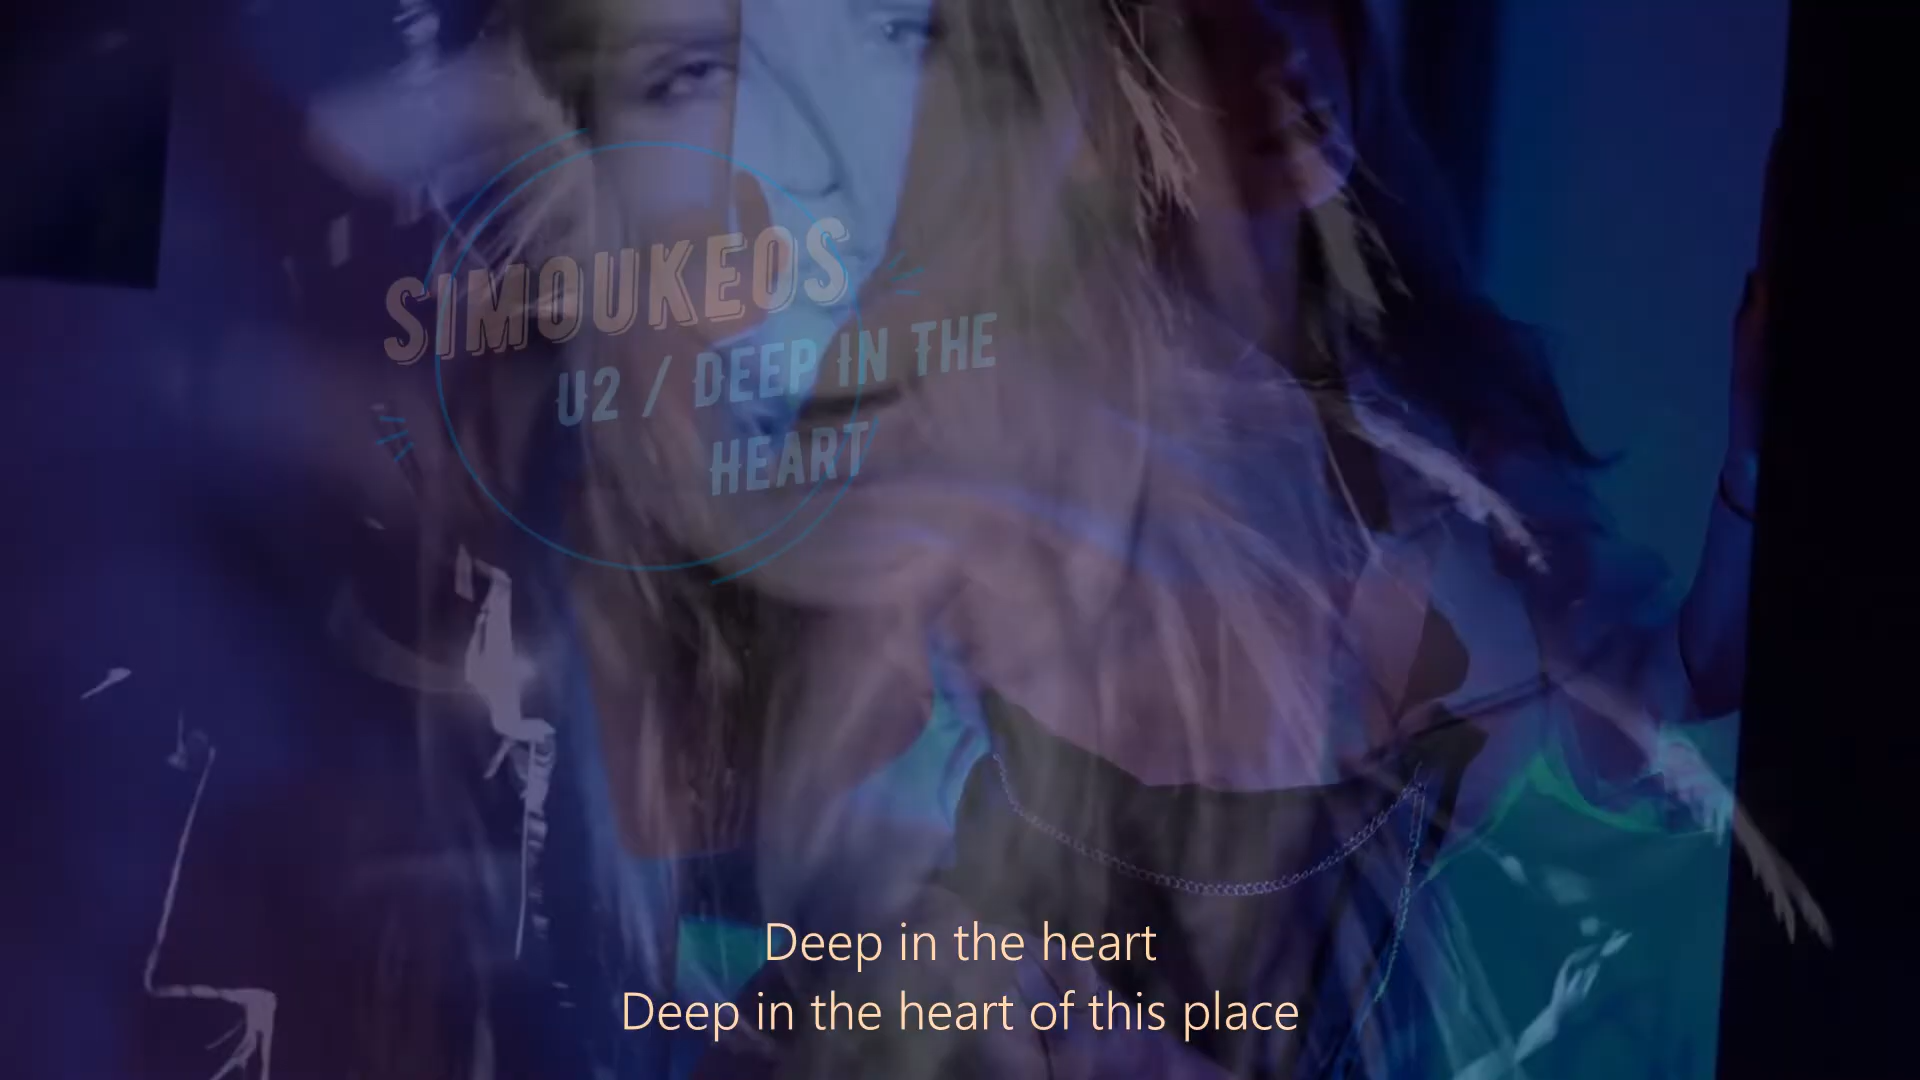 SIMOUKEOS
U2 / DEEP IN THE
HEART
Deep in the heart
Deep in the heart of this place